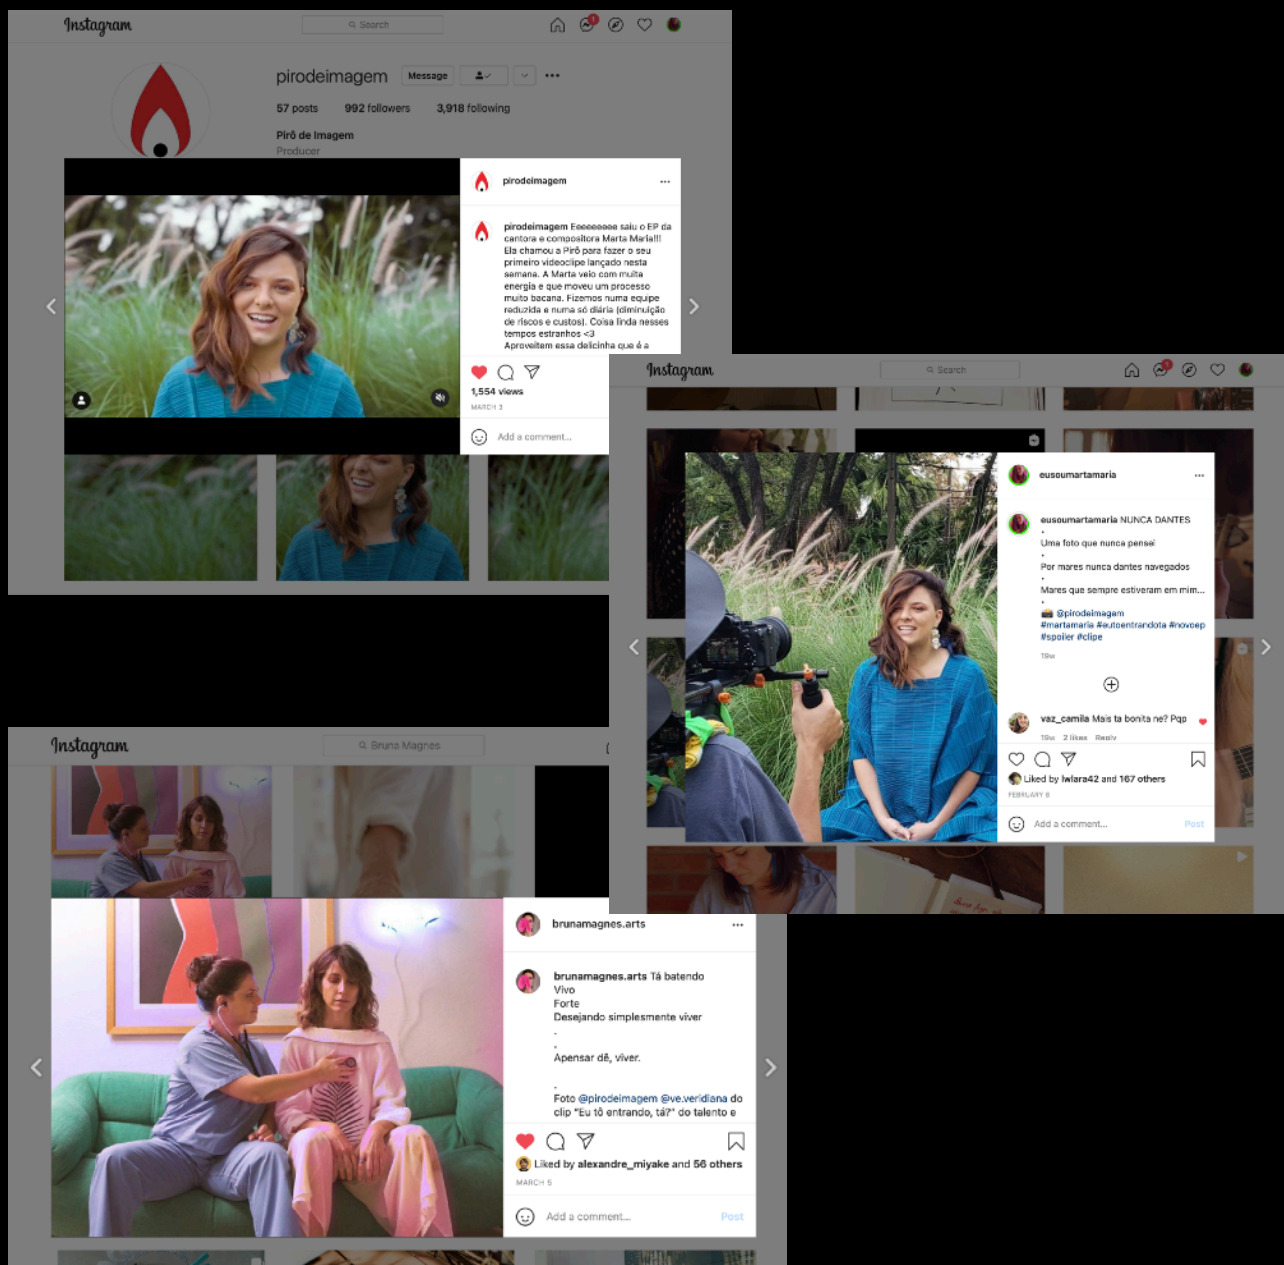 Instagram
Search
1
pirodeimagem
Message
57 posts 992 followers 3,918 following
Pirô de Imagem
Producer
pirodeimagem
pirodeimagem Eeeeeeeee saiu o EP da
cantora e compositora Marta Maria!!!
Ela chamou a Pirô para fazer o seu
primeiro videoclipe lançado nesta
semana. A Marta veio com muita
energia e que moveu um processo
muito bacana. Fizemos numa equipe
reduzida e numa só diária (diminuição
de riscos e custos). Coisa linda nesses
tempos estranhos <3
Aproveitem essa delicinha que é a
1,554 views
MARCH 3
Add a comment...
Instagram
Search
1
eusoumartamaria
eusoumartamaria NUNCA DANTES
.
Uma foto que nunca pensei
.
Por mares nunca dantes navegados
.
Mares que sempre estiveram em mim...
.
📸 @pirodeimagem
#martamaria #eutoentrandota #novoep
#spoiler #clipe
19w
vaz_camila Mais ta bonita ne? Pqp
19w 2 likes Reply
Liked by lwlara42 and 167 others
FEBRUARY 6
Add a comment... Post
Instagram
Bruna Magnes
brunamagnes.arts
brunamagnes.arts Tá batendo
Vivo
Forte
Desejando simplesmente viver
.
.
Apensar dê, viver.
.
Foto @pirodeimagem @ve.veridiana do
clip "Eu tô entrando, tá?" do talento e
Liked by alexandre_miyake and 56 others
MARCH 5
Add a comment... Post